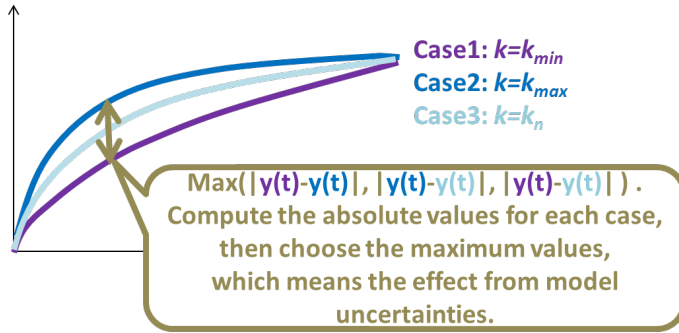 Case1: k=kmin
Case2: k=kmax
Case3: k=kn
Max(|y(t)-y(t)|,|y(t)-y(t)|,|y(t)-y(t)| ) .
Compute the absolute values for each case,
then choose the maximum values,
which means the effect from model
uncertainties.